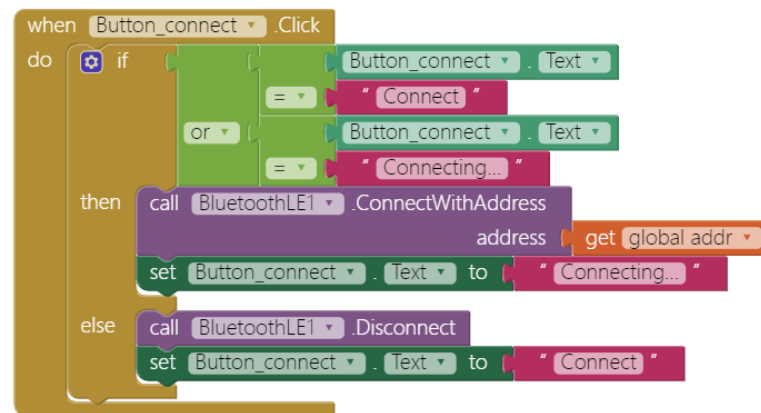 when Button_connect .Click
do if Button_connect . Text
= " Connect "
or Button_connect . Text
= " Connecting... "
then call BluetoothLE1 .ConnectWithAddress
address get global addr
set Button_connect . Text to " Connecting... "
else call BluetoothLE1 .Disconnect
set Button_connect . Text to " Connect "